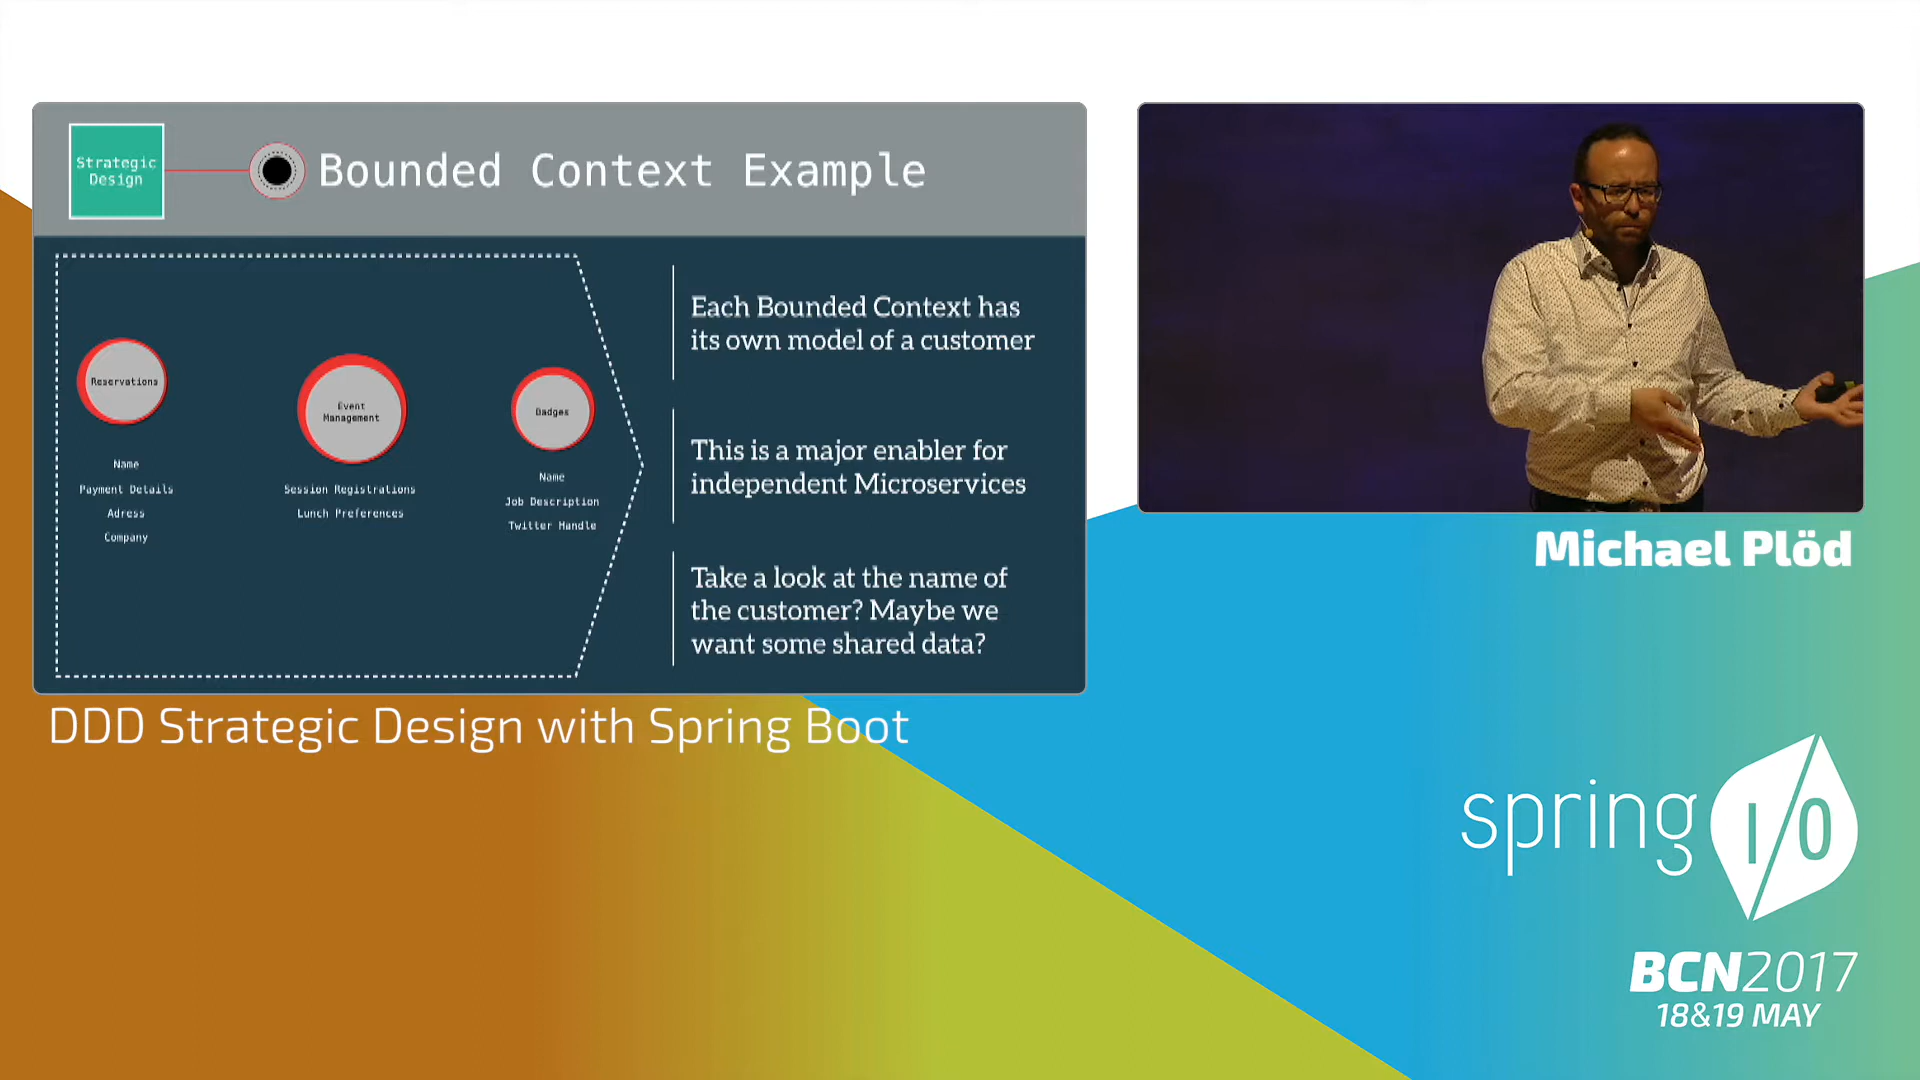 Strategic
Design
Bounded Context Example
Reservations
Name
Payment Details
Adress
Company
Event
Management
Session Registrations
Lunch Preferences
Badges
Name
Job Description
Twitter Handle
Each Bounded Context has
its own model of a customer
This is a major enabler for
independent Microservices
Take a look at the name of
the customer? Maybe we
want some shared data?
Michael Plöd
DDD Strategic Design with Spring Boot
spring I/O
BCN2017
18&19 MAY